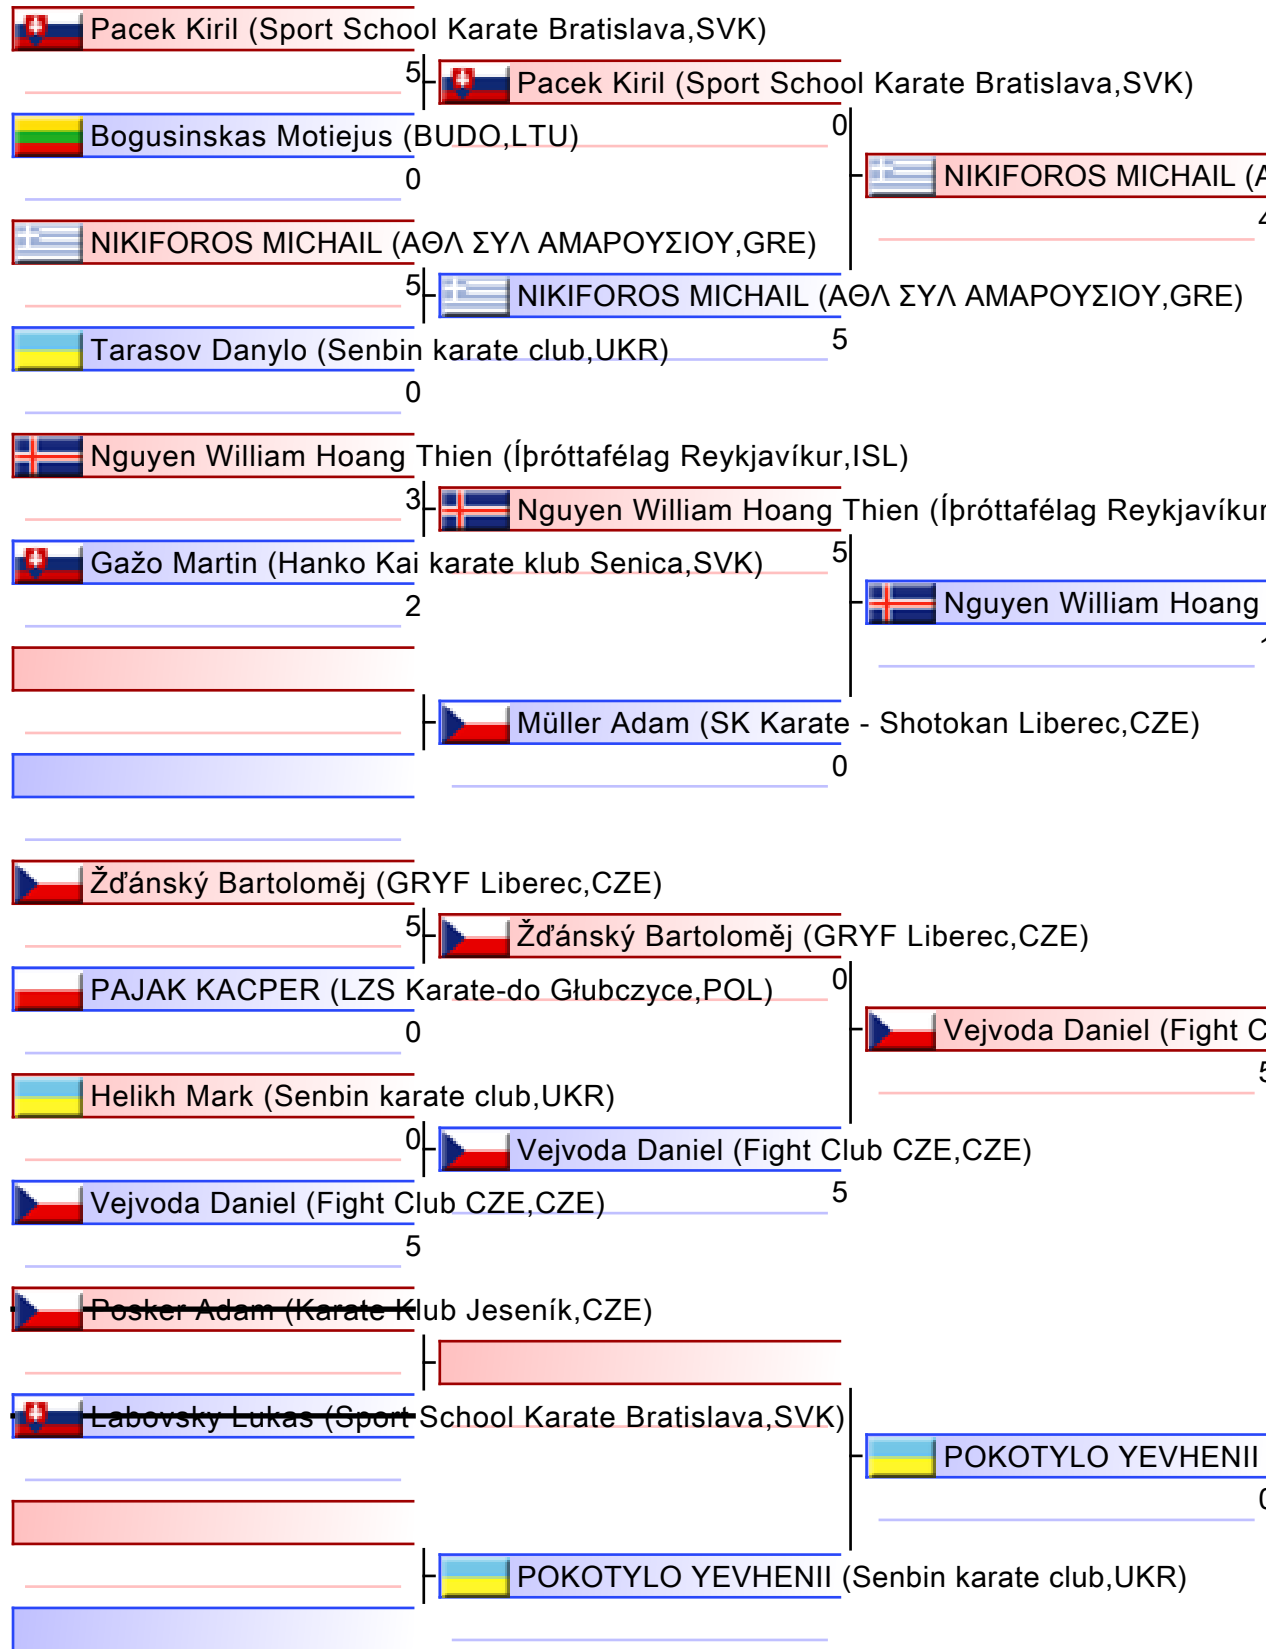 Pacek Kiril (Sport School Karate Bratislava,SVK)
5
Pacek Kiril (Sport School Karate Bratislava,SVK)
0
Bogusinskas Motiejus (BUDO,LTU)
0
NIKIFOROS MICHAIL (A
4
NIKIFOROS MICHAIL (ΑΘΛ ΣΥΛ ΑΜΑΡΟΥΣΙΟΥ,GRE)
5
NIKIFOROS MICHAIL (ΑΘΛ ΣΥΛ ΑΜΑΡΟΥΣΙΟΥ,GRE)
5
Tarasov Danylo (Senbin karate club,UKR)
0
Nguyen William Hoang Thien (Íþróttafélag Reykjavíkur,ISL)
3
Nguyen William Hoang Thien (Íþróttafélag Reykjavíkur
5
Gažo Martin (Hanko Kai karate klub Senica,SVK)
2
Nguyen William Hoang
1
Müller Adam (SK Karate - Shotokan Liberec,CZE)
0
Žďánský Bartoloměj (GRYF Liberec,CZE)
5
Žďánský Bartoloměj (GRYF Liberec,CZE)
0
PAJAK KACPER (LZS Karate-do Głubczyce,POL)
0
Vejvoda Daniel (Fight C
5
Helikh Mark (Senbin karate club,UKR)
0
Vejvoda Daniel (Fight Club CZE,CZE)
5
Vejvoda Daniel (Fight Club CZE,CZE)
5
Posker Adam (Karate Klub Jeseník,CZE)
Labovsky Lukas (Sport School Karate Bratislava,SVK)
POKOTYLO YEVHENII
0
POKOTYLO YEVHENII (Senbin karate club,UKR)